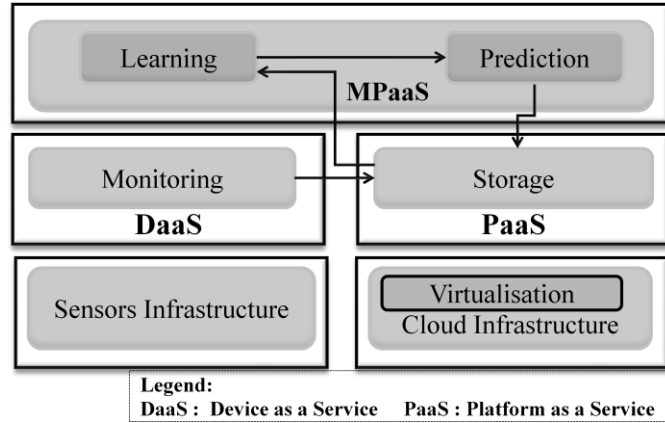 Learning
Prediction
MPaaS
Monitoring
Storage
DaaS
PaaS
Sensors Infrastructure
Virtualisation
Cloud Infrastructure
Legend:
DaaS : Device as a Service PaaS : Platform as a Service